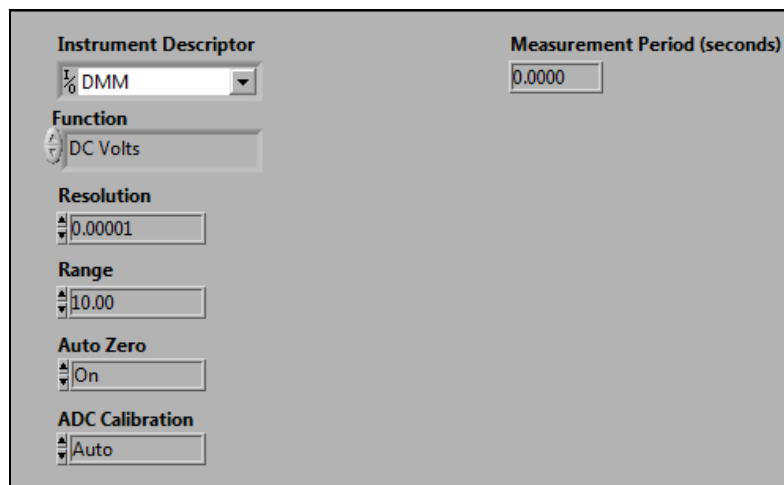 Instrument Descriptor
I/O DMM
Function
DC Volts
Resolution
0.00001
Range
10.00
Auto Zero
On
ADC Calibration
Auto
Measurement Period (seconds)
0.0000